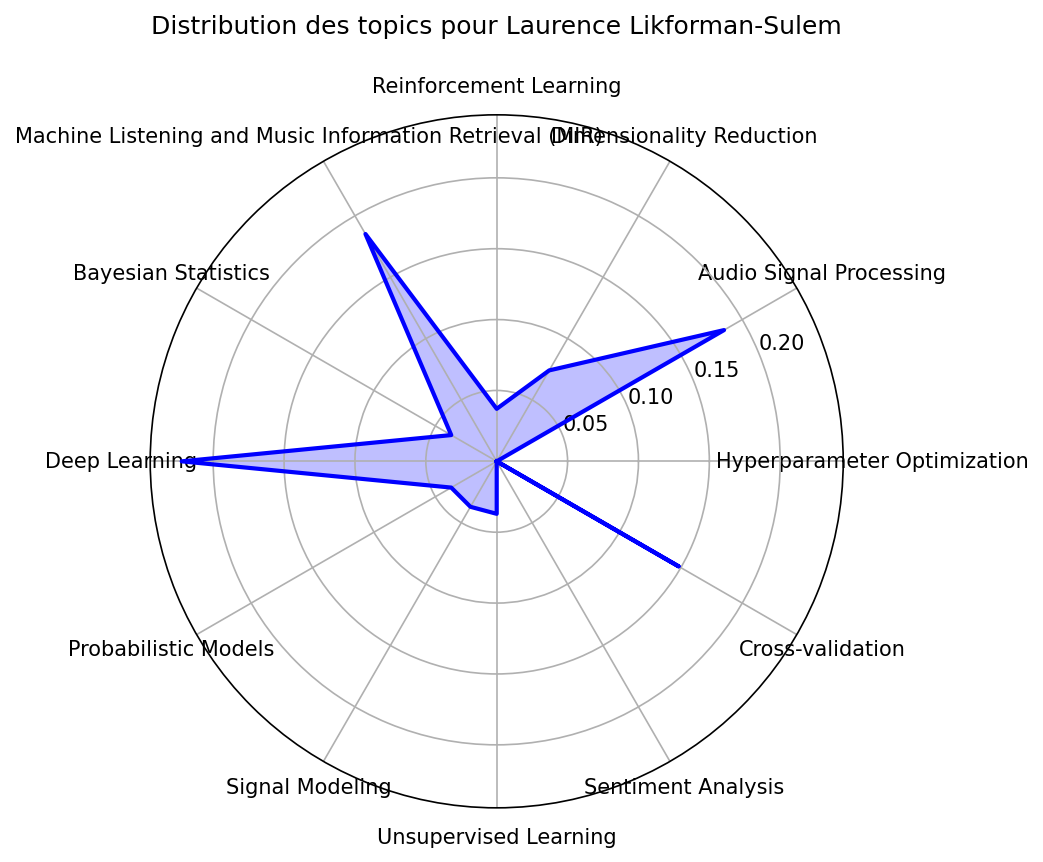 Distribution des topics pour Laurence Likforman-Sulem
Reinforcement Learning
Machine Listening and Music Information Retrieval (MIR)
Dimensionality Reduction
Bayesian Statistics
Audio Signal Processing
0.20
0.15
0.10
0.05
Deep Learning
Hyperparameter Optimization
Probabilistic Models
Cross-validation
Signal Modeling
Sentiment Analysis
Unsupervised Learning